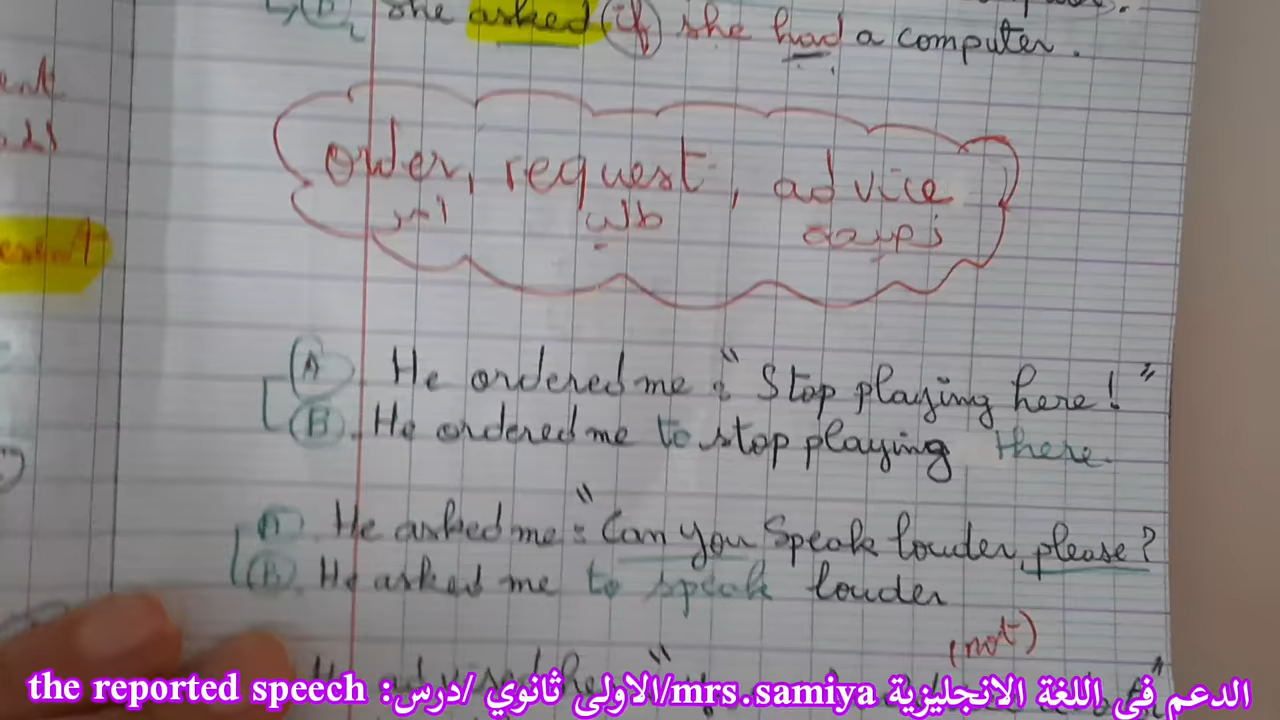 she asked (if) she had a computer.
order, request, advice
أمر طلب نصيحة
A He ordered me : "Stop playing here!"
B. He ordered me to stop playing there.
A. He asked me : "Can you Speak louder, please?
B. He asked me to speak louder
(not)
الدعم في اللغة الانجليزية mrs.samiya/الاولى ثانوي /درس: the reported speech